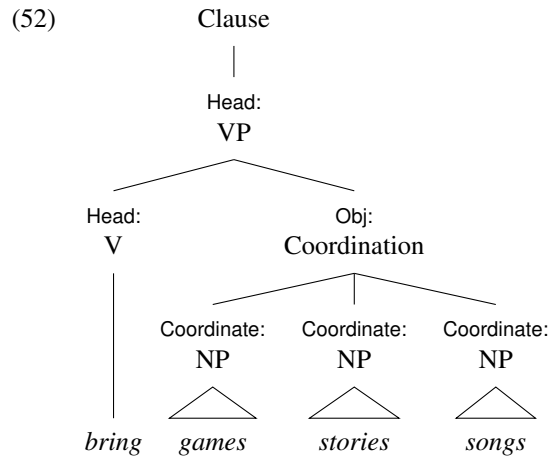 (52) Clause
Head:
VP
Head: Obj:
V Coordination
Coordinate: Coordinate: Coordinate:
NP NP NP
bring games stories songs